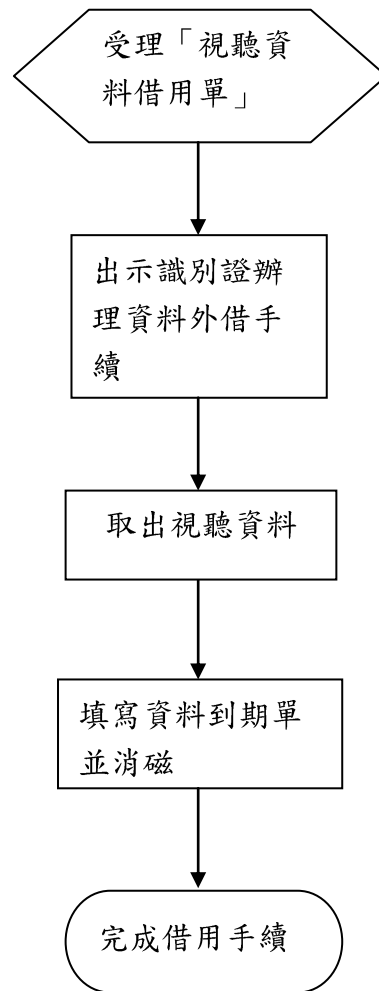 受理「視聽資
料借用單」
出示識別證辦
理資料外借手
續
取出視聽資料
填寫資料到期單
並消磁
完成借用手續